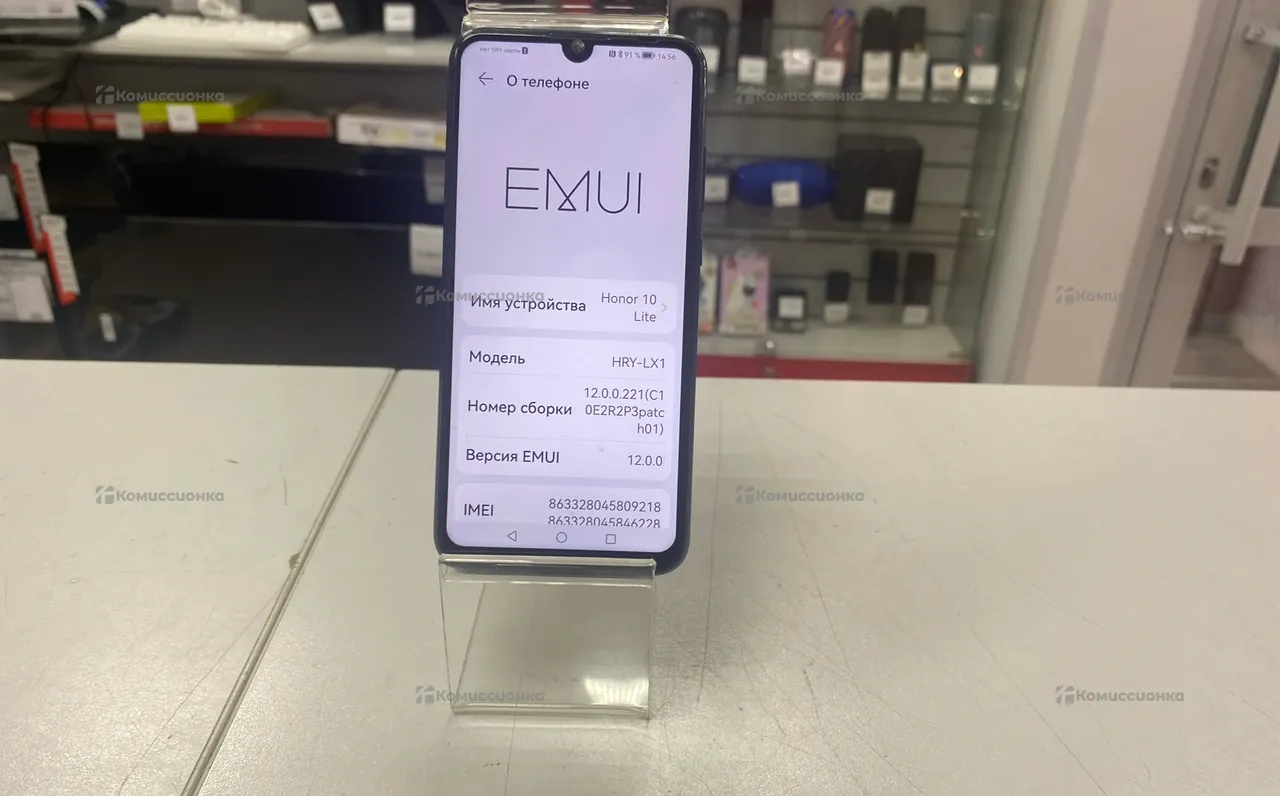 Нет SIM-карты
91 % 14:56
О телефоне
EMUI
Имя устройства
Honor 10
Lite
Модель
HRY-LX1
Номер сборки
12.0.0.221(C1
0E2R2P3patc
h01)
Версия EMUI
12.0.0
IMEI
863328045809218
863328045846228
Комиссионка
Комиссионка
Комиссионка
Комис
Комиссионка
Комиссионка
Комиссионка
Комиссионка